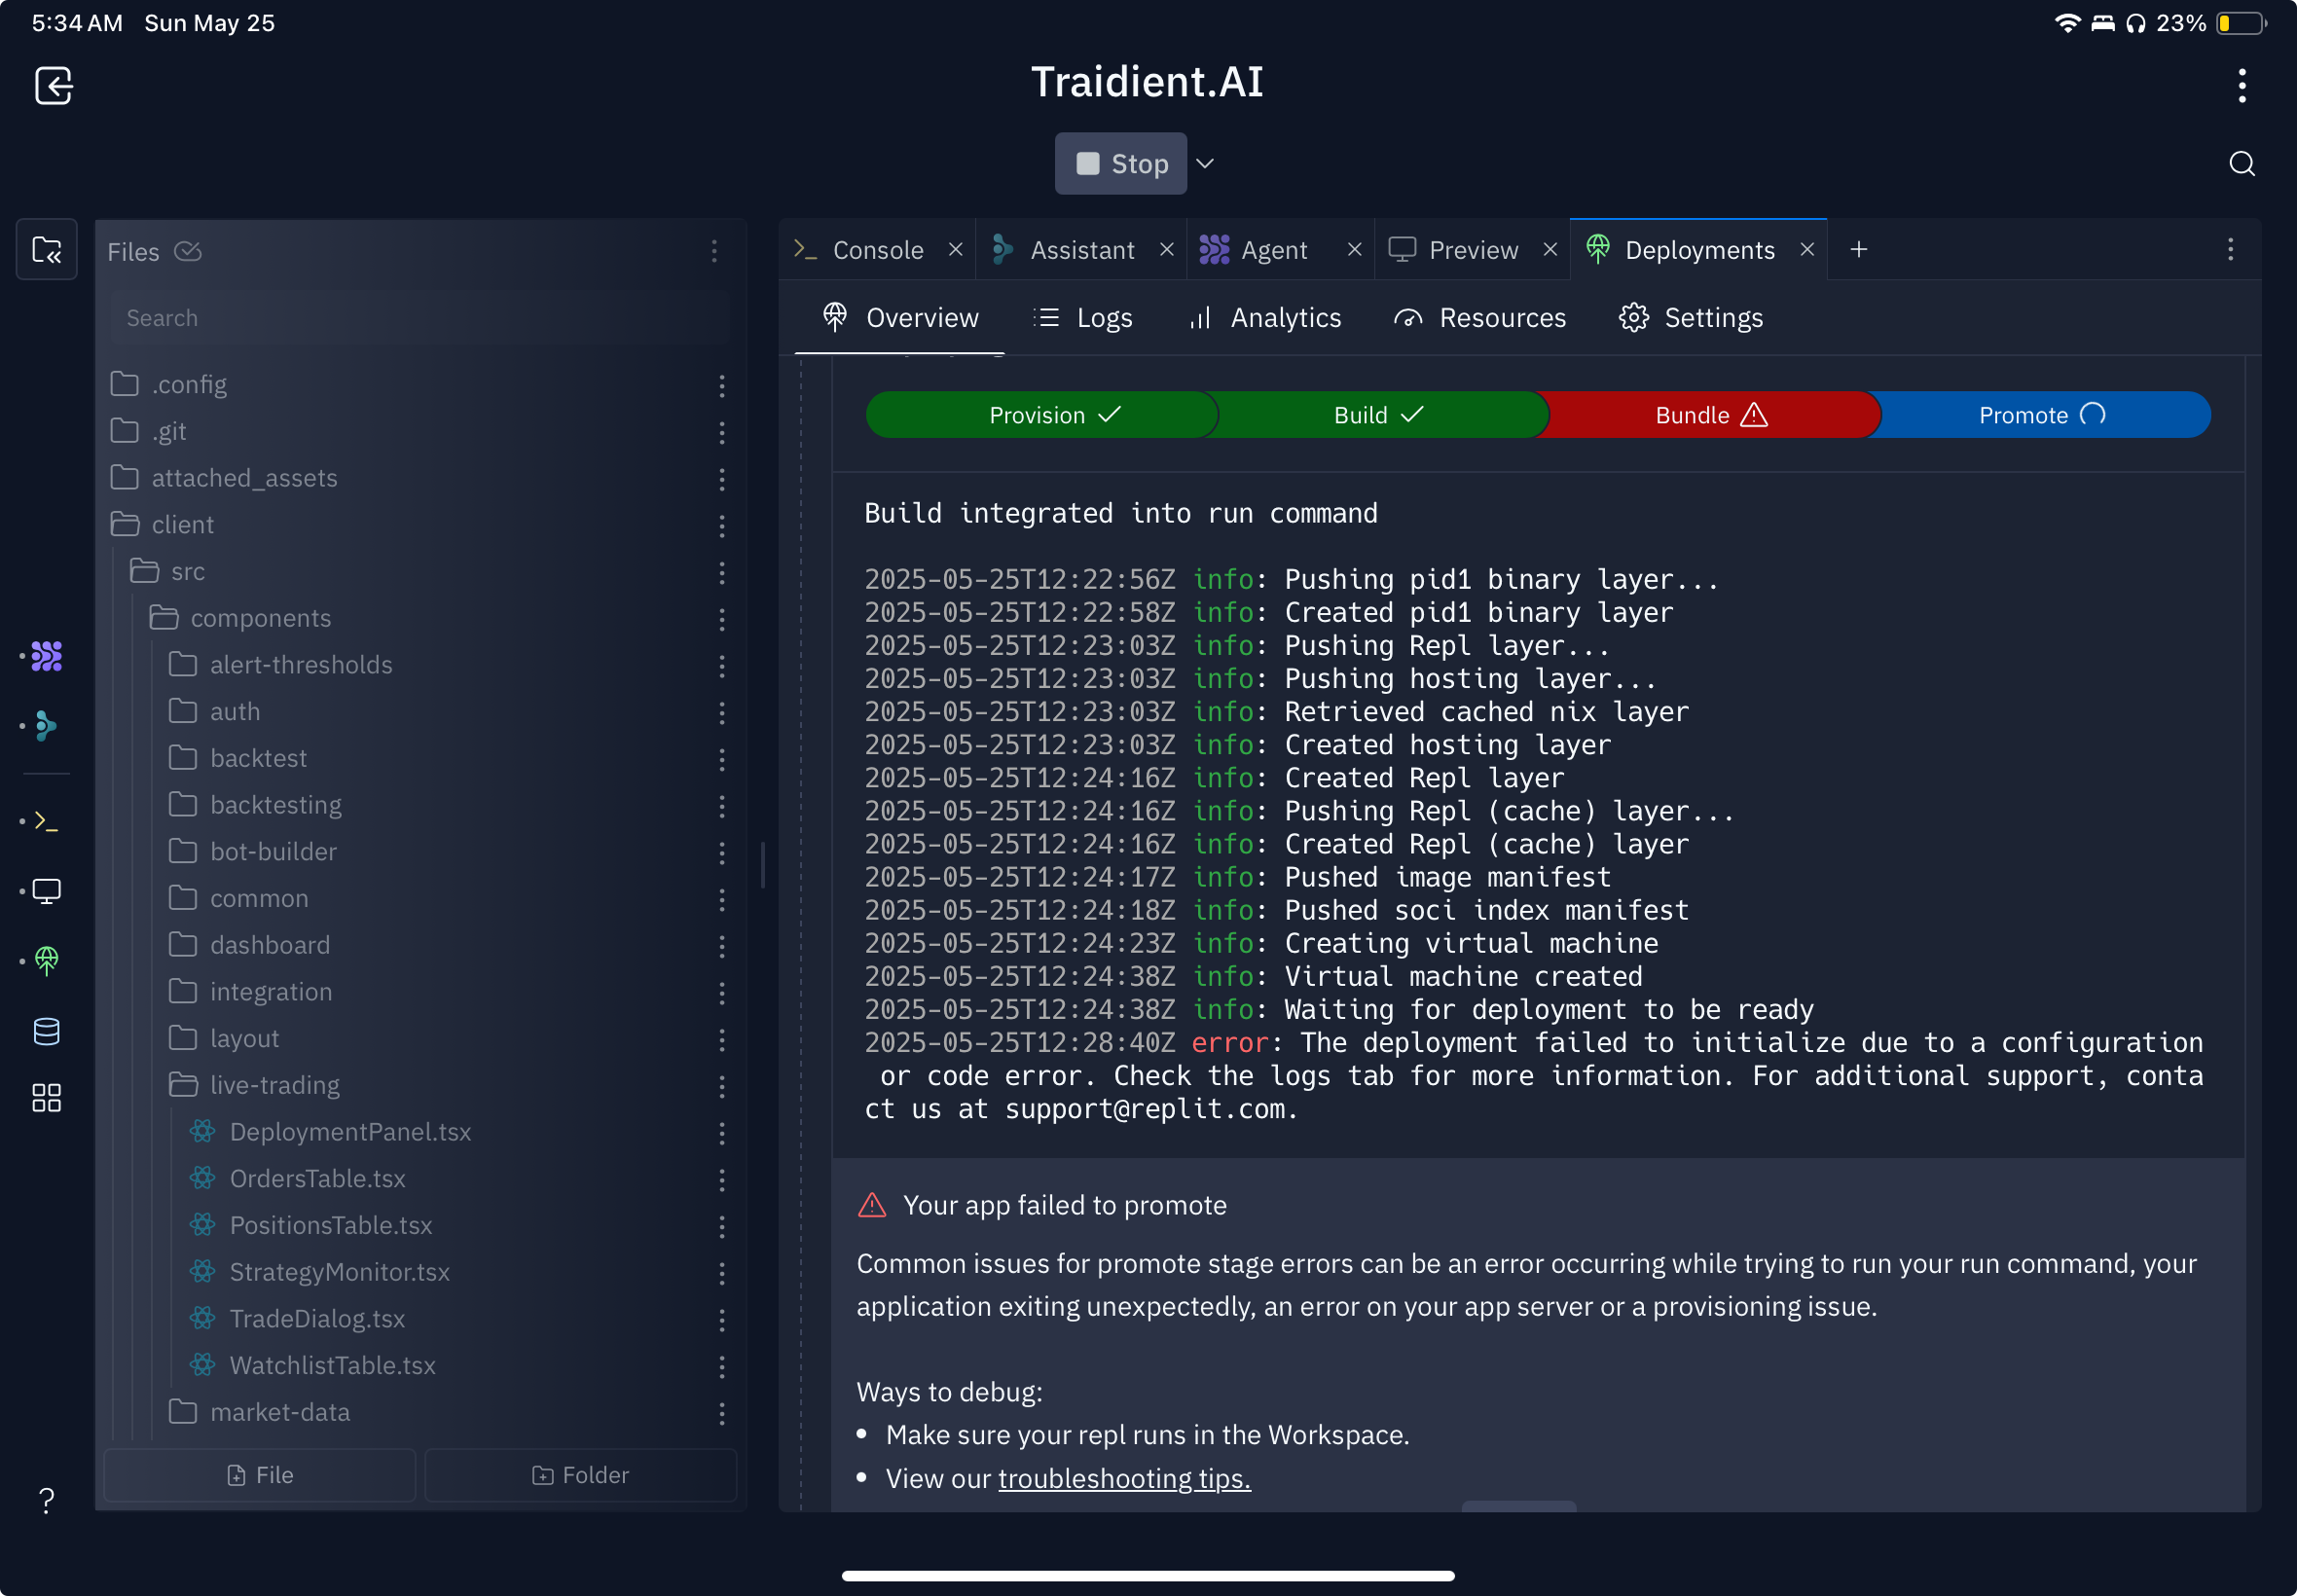 5:34 AM Sun May 25
23%
Traidient.AI
Stop
Files
Search
.config
.git
attached_assets
client
src
components
alert-thresholds
auth
backtest
backtesting
bot-builder
common
dashboard
integration
layout
live-trading
DeploymentPanel.tsx
OrdersTable.tsx
PositionsTable.tsx
StrategyMonitor.tsx
TradeDialog.tsx
WatchlistTable.tsx
market-data
File Folder
?
Console Assistant Agent Preview Deployments
Overview Logs Analytics Resources Settings
Provision Build Bundle Promote
Build integrated into run command
2025-05-25T12:22:56Z info: Pushing pid1 binary layer...
2025-05-25T12:22:58Z info: Created pid1 binary layer
2025-05-25T12:23:03Z info: Pushing Repl layer...
2025-05-25T12:23:03Z info: Pushing hosting layer...
2025-05-25T12:23:03Z info: Retrieved cached nix layer
2025-05-25T12:23:03Z info: Created hosting layer
2025-05-25T12:24:16Z info: Created Repl layer
2025-05-25T12:24:16Z info: Pushing Repl (cache) layer...
2025-05-25T12:24:16Z info: Created Repl (cache) layer
2025-05-25T12:24:17Z info: Pushed image manifest
2025-05-25T12:24:18Z info: Pushed soci index manifest
2025-05-25T12:24:23Z info: Creating virtual machine
2025-05-25T12:24:38Z info: Virtual machine created
2025-05-25T12:24:38Z info: Waiting for deployment to be ready
2025-05-25T12:28:40Z error: The deployment failed to initialize due to a configuration
or code error. Check the logs tab for more information. For additional support, conta
ct us at support@replit.com.
Your app failed to promote
Common issues for promote stage errors can be an error occurring while trying to run your run command, your
application exiting unexpectedly, an error on your app server or a provisioning issue.
Ways to debug:
• Make sure your repl runs in the Workspace.
• View our troubleshooting tips.